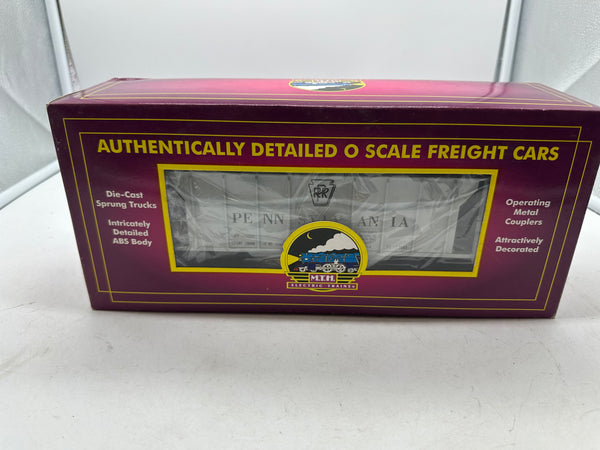 AUTHENTICALLY DETAILED O SCALE FREIGHT CARS
Die-Cast
Sprung Trucks
Intricately
Detailed
ABS Body
PRR
PENN
ANIA
M.T.H.
ELECTRIC TRAINS
Operating
Metal
Couplers
Attractively
Decorated